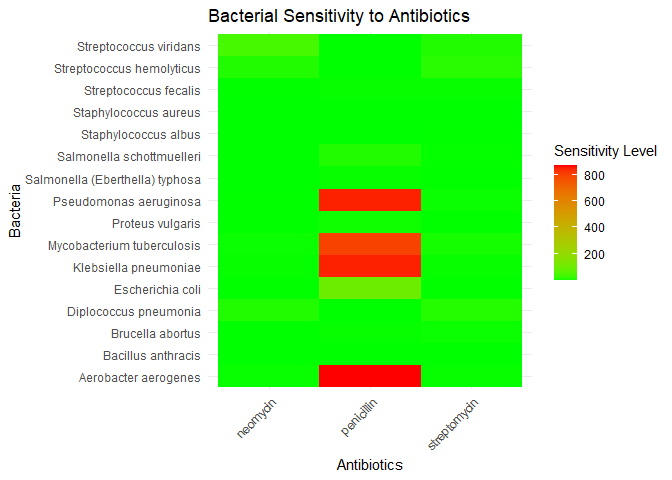 Bacterial Sensitivity to Antibiotics
Streptococcus viridans
Streptococcus hemolyticus
Streptococcus fecalis
Staphylococcus aureus
Staphylococcus albus
Salmonella schottmuelleri
Salmonella (Eberthella) typhosa
Pseudomonas aeruginosa
Proteus vulgaris
Mycobacterium tuberculosis
Klebsiella pneumoniae
Escherichia coli
Diplococcus pneumonia
Brucella abortus
Bacillus anthracis
Aerobacter aerogenes
Bacteria
neomycin
penicillin
streptomycin
Antibiotics
Sensitivity Level
800
600
400
200